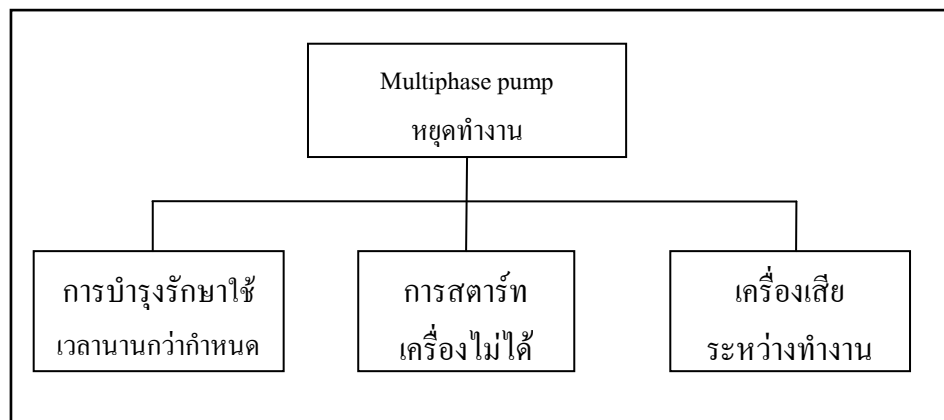 Multiphase pump
หยุดทำงาน
การบำรุงรักษาใช้
เวลานานกว่ากำหนด
การสตาร์ท
เครื่องไม่ได้
เครื่องเสีย
ระหว่างทำงาน